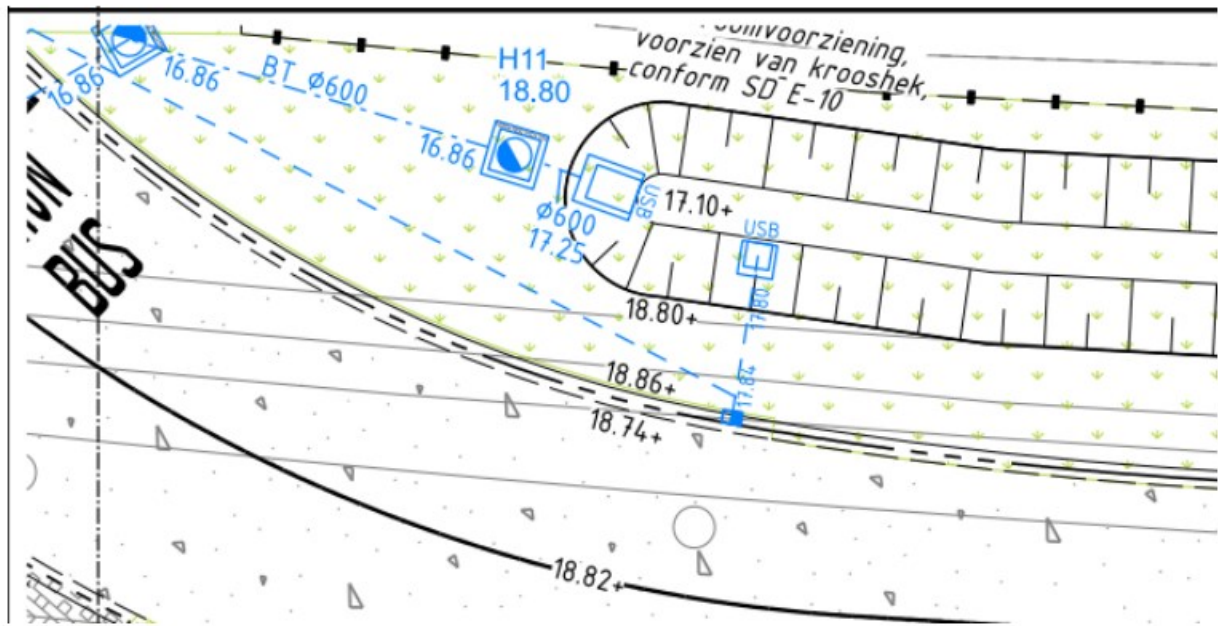 voorzien van krooshek,
conform SD E-10
H11
18.80
BT ø600
16.86
16.86
16.86
USB
17.10+
ø600
17.25
USB
17.80
17.84
18.80+
18.86+
18.74+
BUS
18.82+